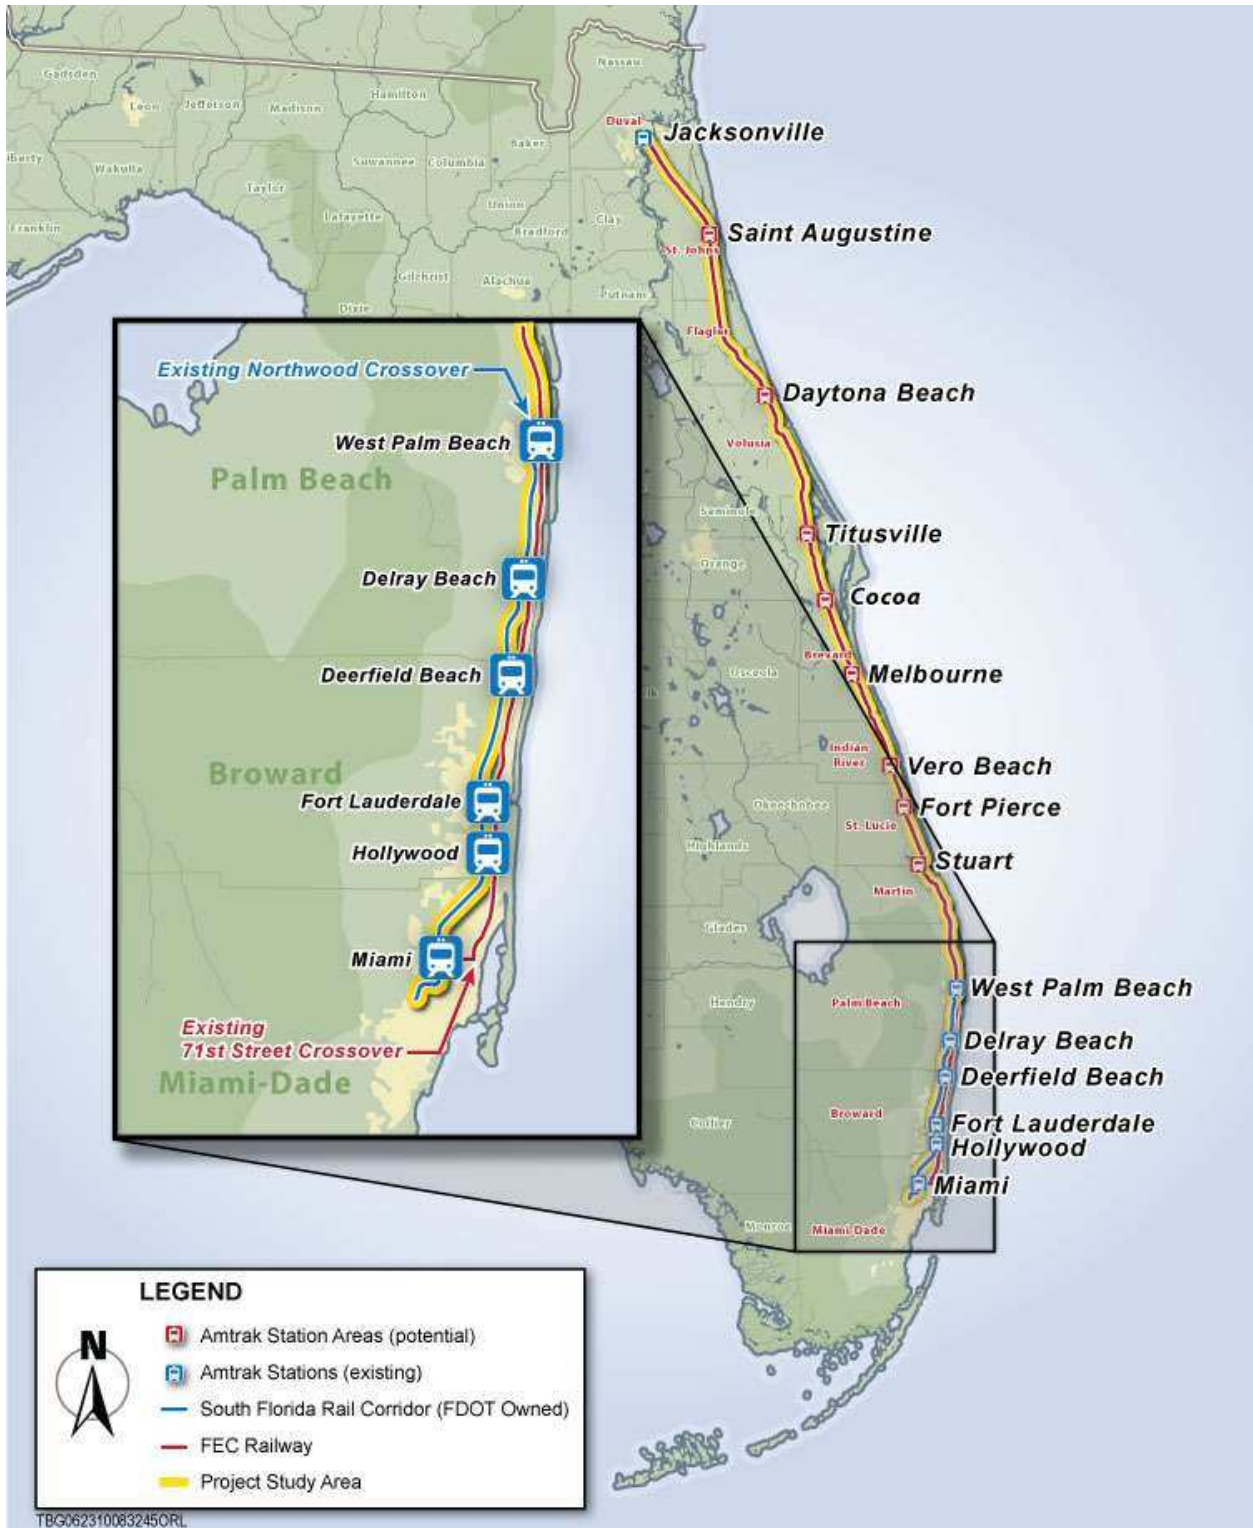 Gadsden
Leon
Jefferson
Madison
Hamilton
Nassau
Duval
Jacksonville
Baker
Wakulla
Suwannee
Columbia
Taylor
Lafayette
Union
Bradford
Clay
Franklin
Saint Augustine
St. Johns
Gilchrist
Alachua
Putnam
Dixie
Flagler
Daytona Beach
Volusia
Seminole
Titusville
Orange
Cocoa
Brevard
Osceola
Melbourne
Indian
River
Vero Beach
Okeechobee
Fort Pierce
St. Lucie
Highlands
Stuart
Martin
Glades
West Palm Beach
Hendry
Palm Beach
Delray Beach
Deerfield Beach
Collier
Broward
Fort Lauderdale
Hollywood
Miami
Monroe
Miami-Dade
Existing Northwood Crossover
West Palm Beach
Palm Beach
Delray Beach
Deerfield Beach
Broward
Fort Lauderdale
Hollywood
Miami
Existing
71st Street Crossover
Miami-Dade
LEGEND
N
Amtrak Station Areas (potential)
Amtrak Stations (existing)
South Florida Rail Corridor (FDOT Owned)
FEC Railway
Project Study Area
TBG062310083245ORL